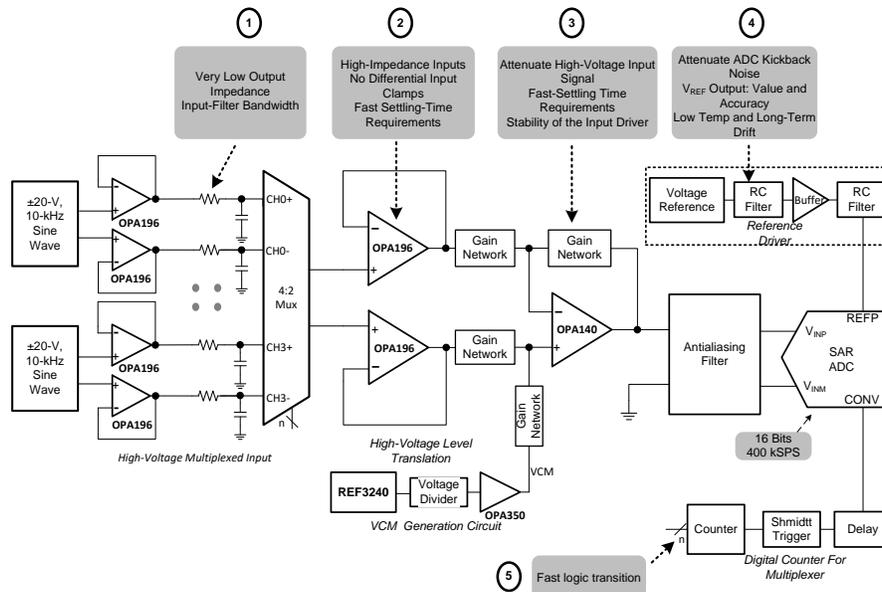 1
2
3
4
Very Low Output
Impedance
Input-Filter Bandwidth
High-Impedance Inputs
No Differential Input
Clamps
Fast Settling-Time
Requirements
Attenuate High-Voltage Input
Signal
Fast-Settling Time
Requirements
Stability of the Input Driver
Attenuate ADC Kickback
Noise
VREF Output: Value and
Accuracy
Low Temp and Long-Term
Drift
±20-V,
10-kHz
Sine
Wave
-
+
OPA196
+
-
OPA196
±20-V,
10-kHz
Sine
Wave
-
+
OPA196
+
-
OPA196
CH0+
CH0-
4:2
Mux
CH3+
CH3-
n
High-Voltage Multiplexed Input
-
OPA196
+
+
OPA196
-
Gain
Network
Gain
Network
Gain
Network
-
OPA140
+
Gain
Network
VCM
High-Voltage Level
Translation
REF3240
Voltage
Divider
OPA350
VCM Generation Circuit
Voltage
Reference
RC
Filter
Buffer
RC
Filter
Reference
Driver
Antialiasing
Filter
REFP
VINP
SAR
ADC
VINM
CONV
16 Bits
400 kSPS
n
Counter
Shmidtt
Trigger
Delay
Digital Counter For
Multiplexer
5
Fast logic transition